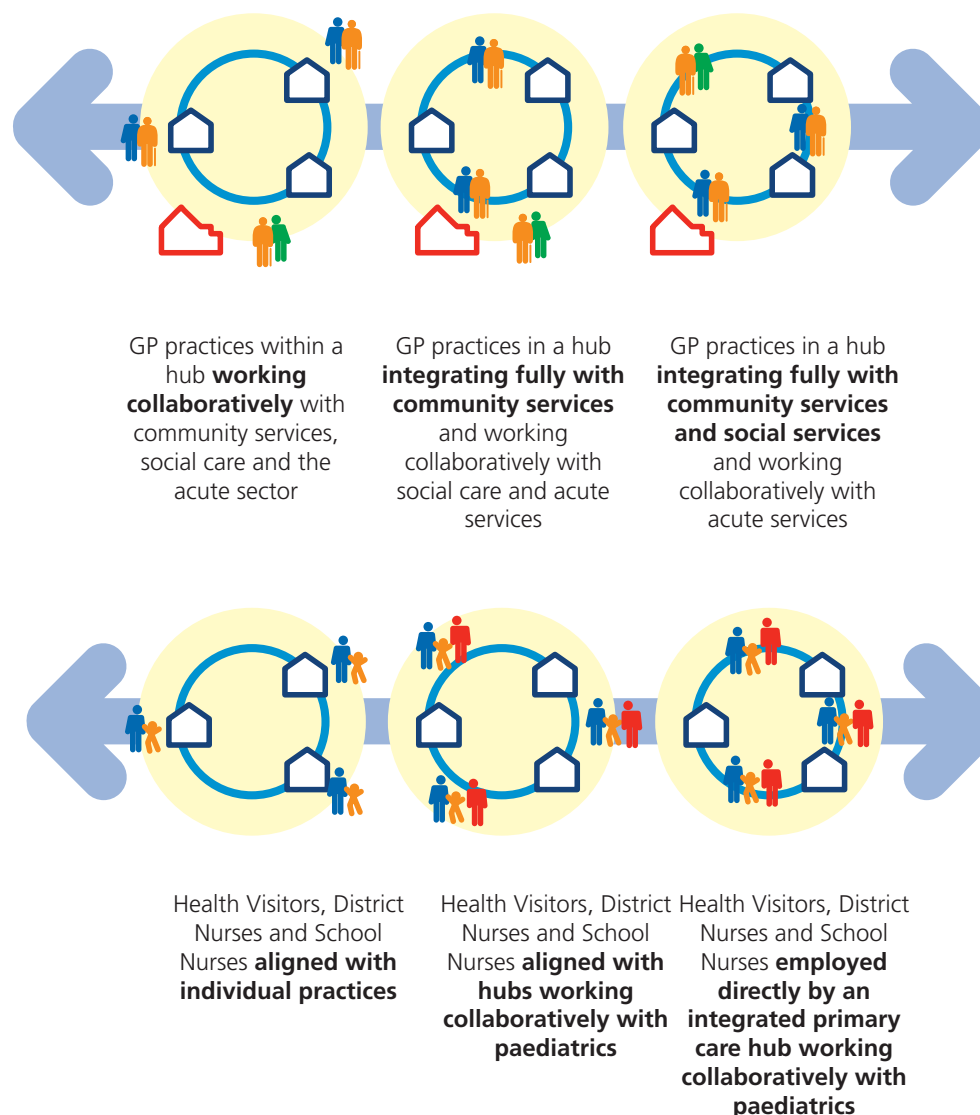 GP practices within a
hub working
collaboratively with
community services,
social care and the
acute sector
GP practices in a hub
integrating fully with
community services
and working
collaboratively with
social care and acute
services
GP practices in a hub
integrating fully with
community services
and social services
and working
collaboratively with
acute services
Health Visitors, District
Nurses and School
Nurses aligned with
individual practices
Health Visitors, District
Nurses and School
Nurses aligned with
hubs working
collaboratively with
paediatrics
Health Visitors, District
Nurses and School
Nurses employed
directly by an
integrated primary
care hub working
collaboratively with
paediatrics